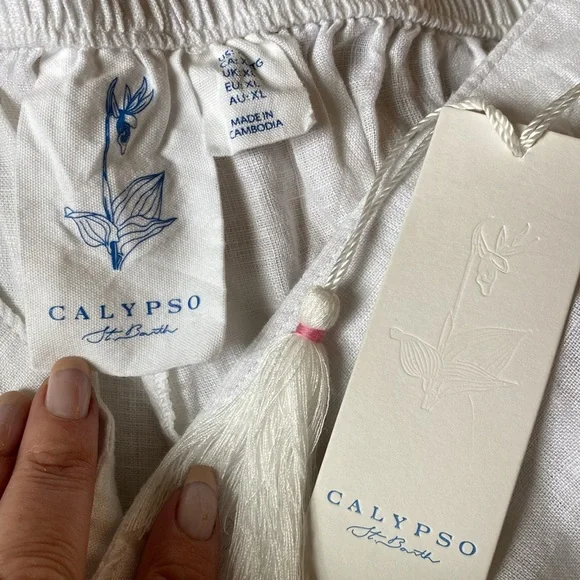 CALYPSO
St. Barth
UK: XL
EU: XL
AU: XL
MADE IN
CAMBODIA
CALYPSO
St. Barth